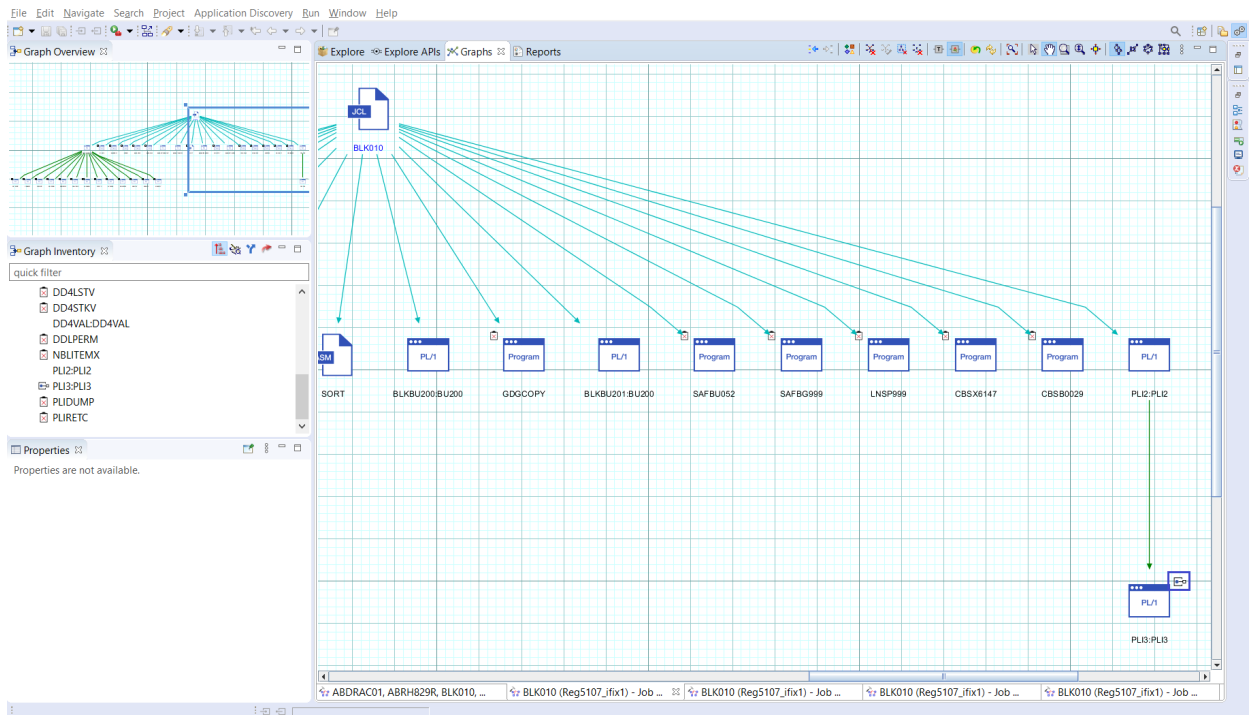 File Edit Navigate Search Project Application Discovery Run Window Help
Graph Overview
Explore Explore APIs Graphs Reports
JCL
BLK010
Graph Inventory
quick filter
DD4LSTV
DD4STKV
DD4VAL:DD4VAL
DDLPERM
NBLITEMX
PLI2:PLI2
PLI3:PLI3
PLIDUMP
PLIRETC
SM PL/1 Program PL/1 Program Program Program Program Program PL/1
SORT BLKBU200:BU200 GDGCOPY BLKBU201:BU200 SAFBU052 SAFBG999 LNSP999 CBSX6147 CBSB0029 PLI2:PLI2
Properties
Properties are not available.
PL/1
PLI3:PLI3
ABDRAC01, ABRH829R, BLK010, ... BLK010 (Reg5107_ifix1) - Job ... BLK010 (Reg5107_ifix1) - Job ... BLK010 (Reg5107_ifix1) - Job ... BLK010 (Reg5107_ifix1) - Job ...